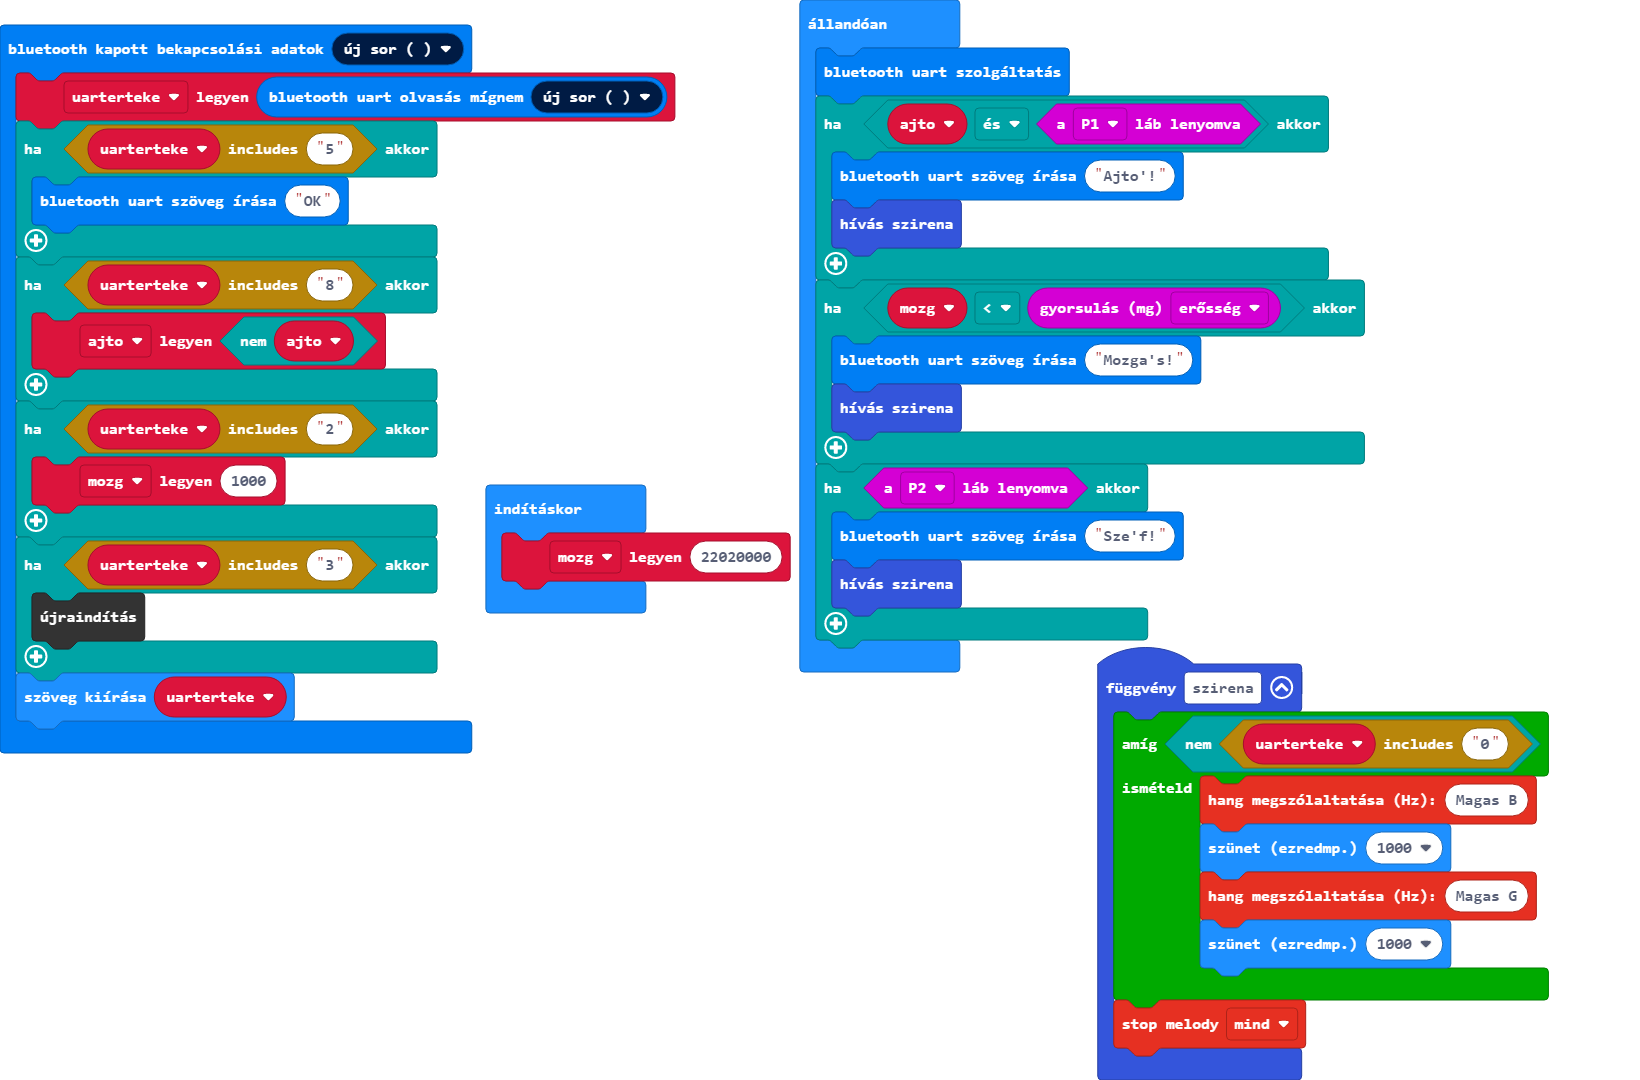 bluetooth kapott bekapcsolási adatok új sor ( )
uarterteke legyen bluetooth uart olvasás mígnem új sor ( )
ha uarterteke includes "5" akkor
bluetooth uart szöveg írása "OK"
ha uarterteke includes "8" akkor
ajto legyen nem ajto
ha uarterteke includes "2" akkor
mozg legyen 1000
ha uarterteke includes "3" akkor
újraindítás
szöveg kiírása uarterteke
indításkor
mozg legyen 22020000
állandóan
bluetooth uart szolgáltatás
ha ajto és a P1 láb lenyomva akkor
bluetooth uart szöveg írása "Ajto'!"
hívás szirena
ha mozg < gyorsulás (mg) erősség akkor
bluetooth uart szöveg írása "Mozga's!"
hívás szirena
ha a P2 láb lenyomva akkor
bluetooth uart szöveg írása "Sze'f!"
hívás szirena
függvény szirena
amíg nem uarterteke includes "0"
ismételd
hang megszólaltatása (Hz): Magas B
szünet (ezredmp.) 1000
hang megszólaltatása (Hz): Magas G
szünet (ezredmp.) 1000
stop melody mind